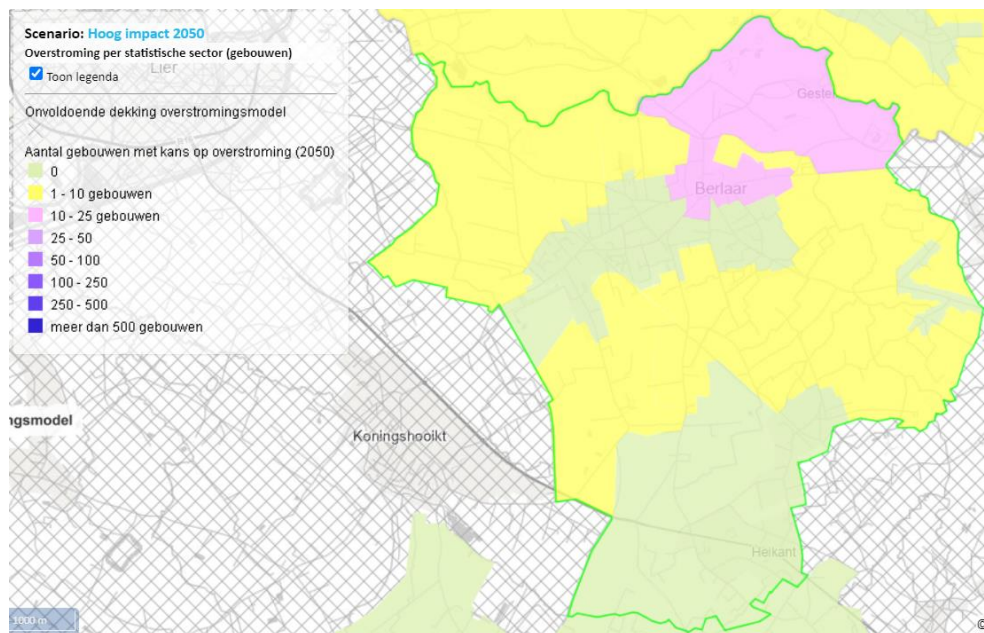 Scenario: Hoog impact 2050
Overstroming per statistische sector (gebouwen)
Lier
Toon legenda
Onvoldoende dekking overstromingsmodel
Aantal gebouwen met kans op overstroming (2050)
0
1 - 10 gebouwen
10 - 25 gebouwen
25 - 50
50 - 100
100 - 250
250 - 500
meer dan 500 gebouwen
Gestel
Berlaar
ngsmodel
Koningshooikt
Heikant
1000 m
©